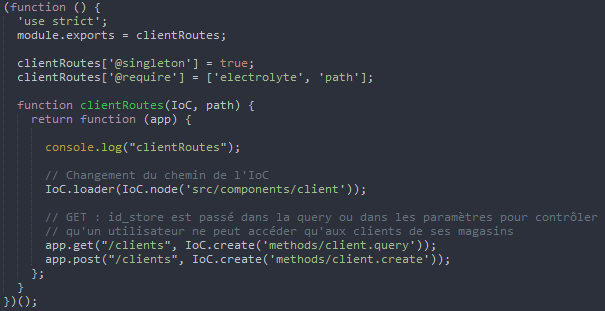 (function () {
'use strict';
module.exports = clientRoutes;
clientRoutes['@singleton'] = true;
clientRoutes['@require'] = ['electrolyte', 'path'];
function clientRoutes(IoC, path) {
return function (app) {
console.log("clientRoutes");
// Changement du chemin de l'IoC
IoC.loader(IoC.node('src/components/client'));
// GET : id_store est passé dans la query ou dans les paramètres pour contrôler
// qu'un utilisateur ne peut accéder qu'aux clients de ses magasins
app.get("/clients", IoC.create('methods/client.query'));
app.post("/clients", IoC.create('methods/client.create'));
};
}
})();